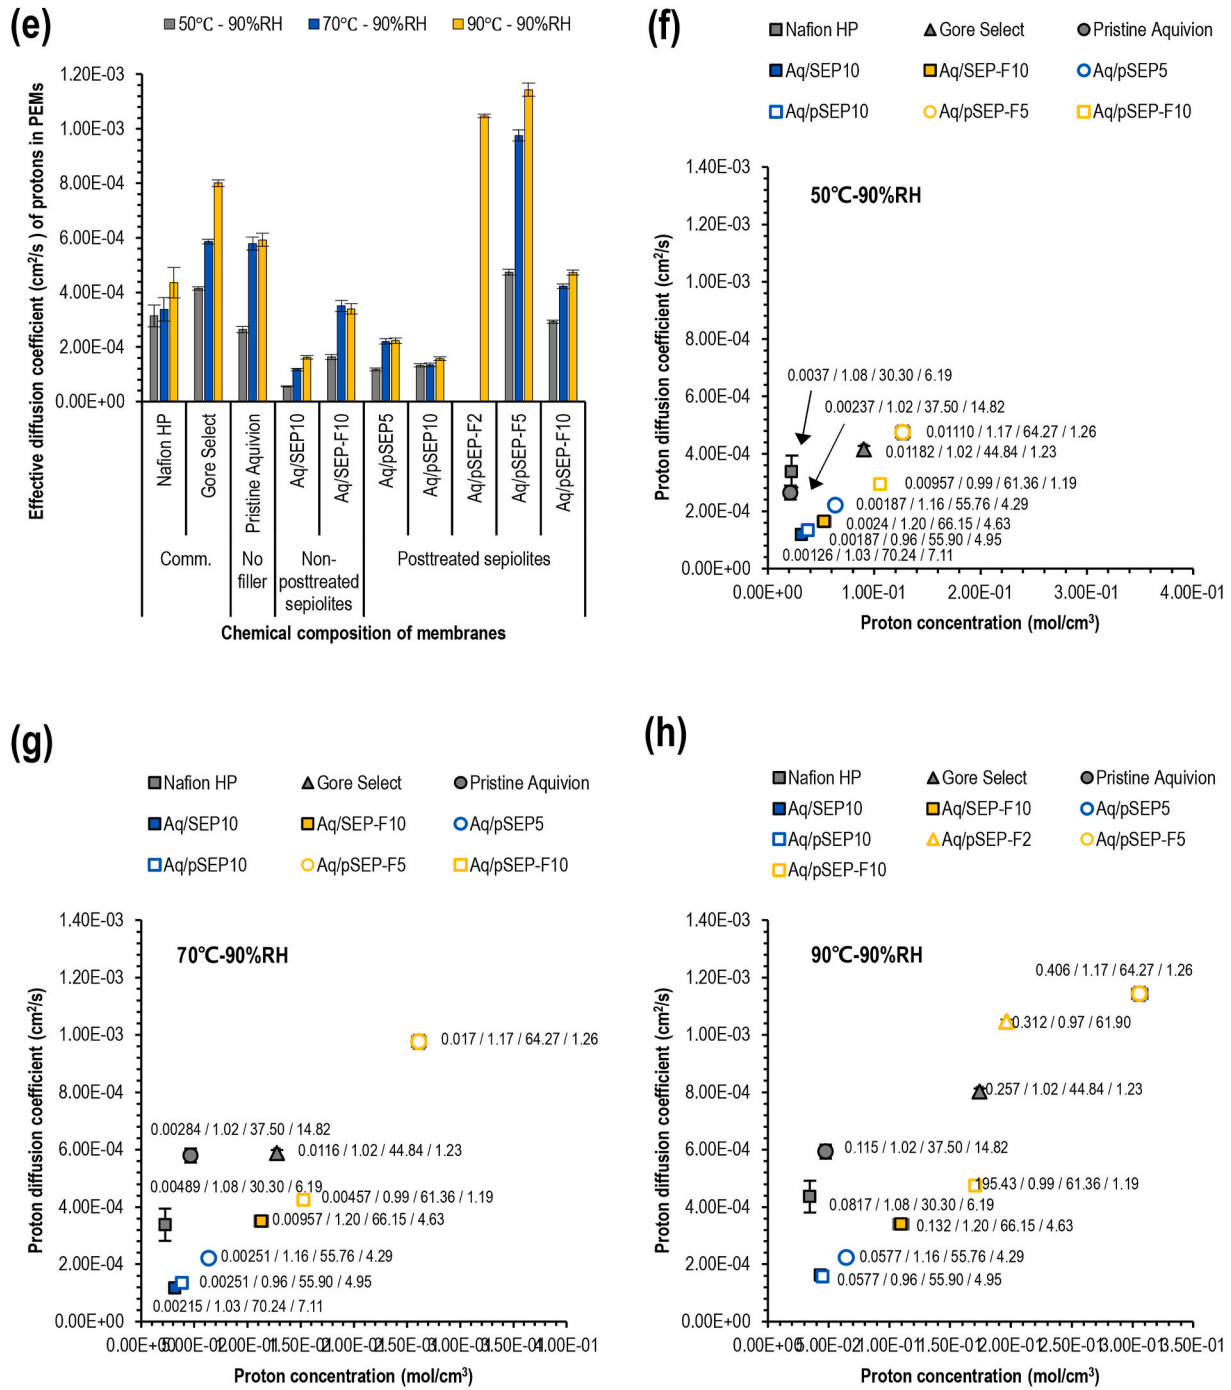 (e)
50°C - 90%RH 70°C - 90%RH 90°C - 90%RH
Effective diffusion coefficient (cm²/s ) of protons in PEMs
1.20E-03
1.00E-03
8.00E-04
6.00E-04
4.00E-04
2.00E-04
0.00E+00
Nafion HP
Gore Select
Pristine Aquivion
Aq/SEP10
Aq/SEP-F10
Aq/pSEP5
Aq/pSEP10
Aq/pSEP-F2
Aq/pSEP-F5
Aq/pSEP-F10
Comm.
No
filler
Non-
posttreated
sepiolites
Posttreated sepiolites
Chemical composition of membranes
(f)
Nafion HP Gore Select Pristine Aquivion
Aq/SEP10 Aq/SEP-F10 Aq/pSEP5
Aq/pSEP10 Aq/pSEP-F5 Aq/pSEP-F10
Proton diffusion coefficient (cm²/s)
1.40E-03
1.20E-03
1.00E-03
8.00E-04
6.00E-04
4.00E-04
2.00E-04
0.00E+00
50°C-90%RH
0.0037 / 1.08 / 30.30 / 6.19
0.00237 / 1.02 / 37.50 / 14.82
0.01110 / 1.17 / 64.27 / 1.26
0.01182 / 1.02 / 44.84 / 1.23
0.00957 / 0.99 / 61.36 / 1.19
0.00187 / 1.16 / 55.76 / 4.29
0.0024 / 1.20 / 66.15 / 4.63
0.00187 / 0.96 / 55.90 / 4.95
0.00126 / 1.03 / 70.24 / 7.11
0.00E+00 1.00E-01 2.00E-01 3.00E-01 4.00E-01
Proton concentration (mol/cm³)
(g)
Nafion HP Gore Select Pristine Aquivion
Aq/SEP10 Aq/SEP-F10 Aq/pSEP5
Aq/pSEP10 Aq/pSEP-F5 Aq/pSEP-F10
Proton diffusion coefficient (cm²/s)
1.40E-03
1.20E-03
1.00E-03
8.00E-04
6.00E-04
4.00E-04
2.00E-04
0.00E+00
70°C-90%RH
0.017 / 1.17 / 64.27 / 1.26
0.00284 / 1.02 / 37.50 / 14.82
0.0116 / 1.02 / 44.84 / 1.23
0.00489 / 1.08 / 30.30 / 6.19
0.00457 / 0.99 / 61.36 / 1.19
0.00957 / 1.20 / 66.15 / 4.63
0.00251 / 1.16 / 55.76 / 4.29
0.00251 / 0.96 / 55.90 / 4.95
0.00215 / 1.03 / 70.24 / 7.11
Proton concentration (mol/cm³)
(h)
Nafion HP Gore Select Pristine Aquivion
Aq/SEP10 Aq/SEP-F10 Aq/pSEP5
Aq/pSEP10 Aq/pSEP-F2 Aq/pSEP-F5
Aq/pSEP-F10
Proton diffusion coefficient (cm²/s)
1.40E-03
1.20E-03
1.00E-03
8.00E-04
6.00E-04
4.00E-04
2.00E-04
0.00E+00
90°C-90%RH
0.406 / 1.17 / 64.27 / 1.26
0.312 / 0.97 / 61.90
0.257 / 1.02 / 44.84 / 1.23
0.115 / 1.02 / 37.50 / 14.82
195.43 / 0.99 / 61.36 / 1.19
0.0817 / 1.08 / 30.30 / 6.19
0.132 / 1.20 / 66.15 / 4.63
0.0577 / 1.16 / 55.76 / 4.29
0.0577 / 0.96 / 55.90 / 4.95
Proton concentration (mol/cm³)